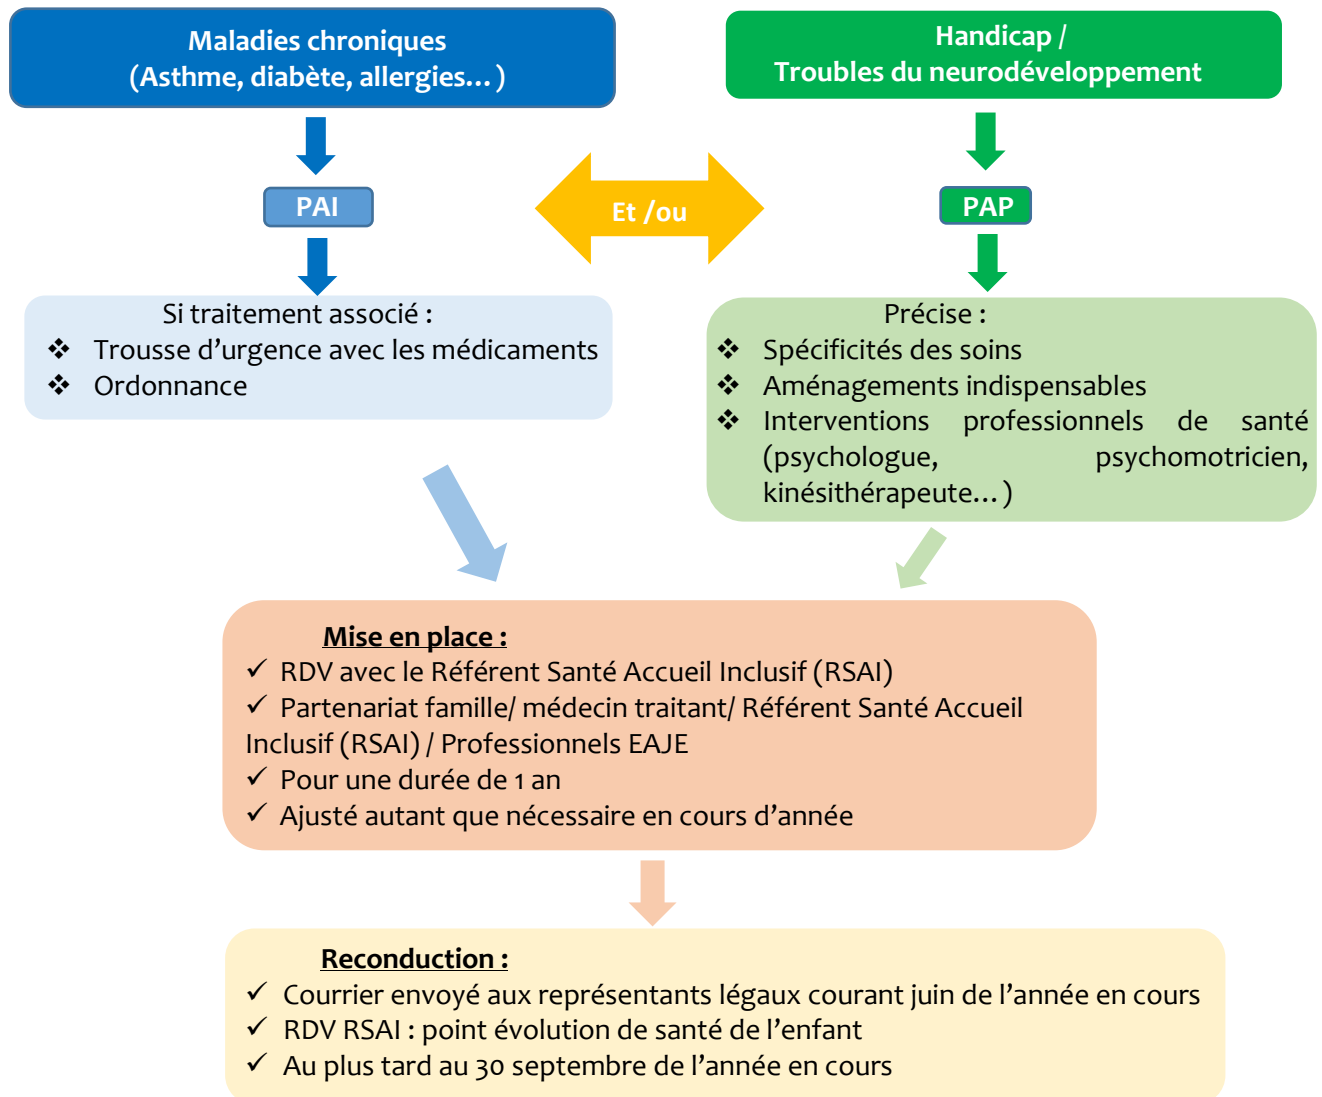 Maladies chroniques
(Asthme, diabète, allergies…)
Handicap /
Troubles du neurodéveloppement
PAI
Et /ou
PAP
Si traitement associé :
❖ Trousse d’urgence avec les médicaments
❖ Ordonnance
Précise :
❖ Spécificités des soins
❖ Aménagements indispensables
❖ Interventions professionnels de santé
(psychologue, psychomotricien,
kinésithérapeute…)
Mise en place :
✓ RDV avec le Référent Santé Accueil Inclusif (RSAI)
✓ Partenariat famille/ médecin traitant/ Référent Santé Accueil
Inclusif (RSAI) / Professionnels EAJE
✓ Pour une durée de 1 an
✓ Ajusté autant que nécessaire en cours d’année
Reconduction :
✓ Courrier envoyé aux représentants légaux courant juin de l’année en cours
✓ RDV RSAI : point évolution de santé de l’enfant
✓ Au plus tard au 30 septembre de l’année en cours